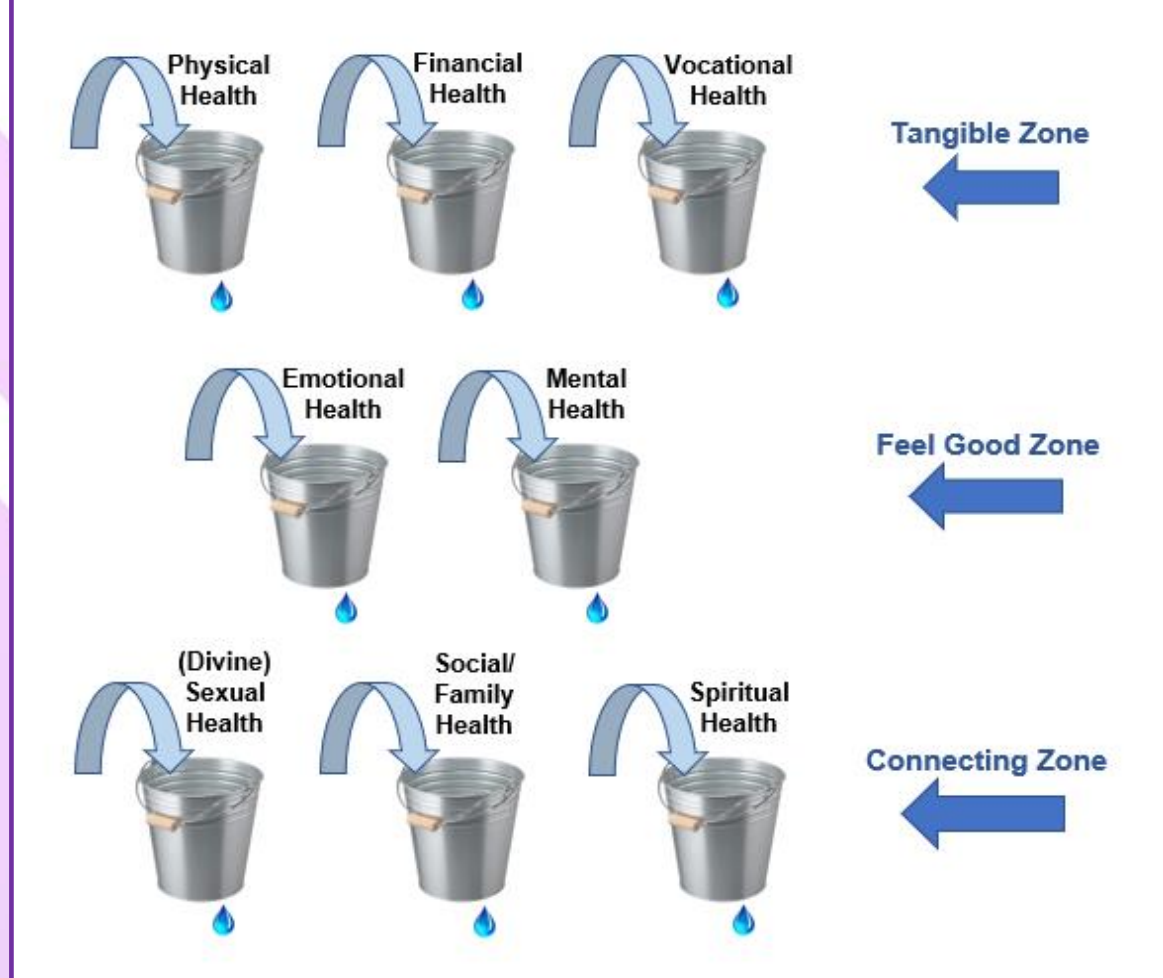 Physical
Health
Financial
Health
Vocational
Health
Tangible Zone
Emotional
Health
Mental
Health
Feel Good Zone
(Divine)
Sexual
Health
Social/
Family
Health
Spiritual
Health
Connecting Zone